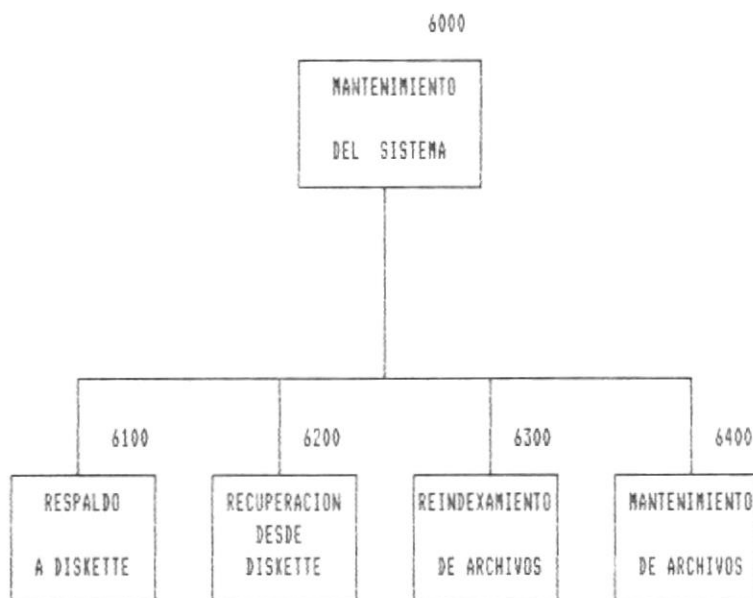 6000
MANTENIMIENTO
DEL SISTEMA
6100
6200
6300
6400
RESPALDO
A DISKETTE
RECUPERACION
DESDE
DISKETTE
REINDEXAMIENTO
DE ARCHIVOS
MANTENIMIENTO
DE ARCHIVOS